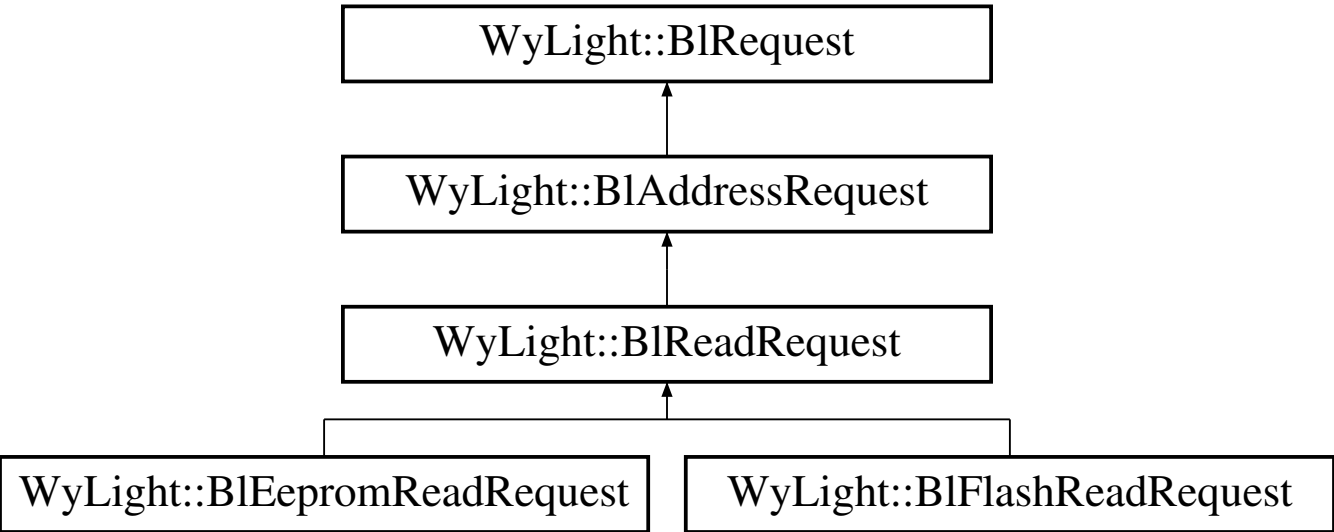 WyLight::BlRequest
WyLight::BlAddressRequest
WyLight::BlReadRequest
WyLight::BlEepromReadRequest
WyLight::BlFlashReadRequest